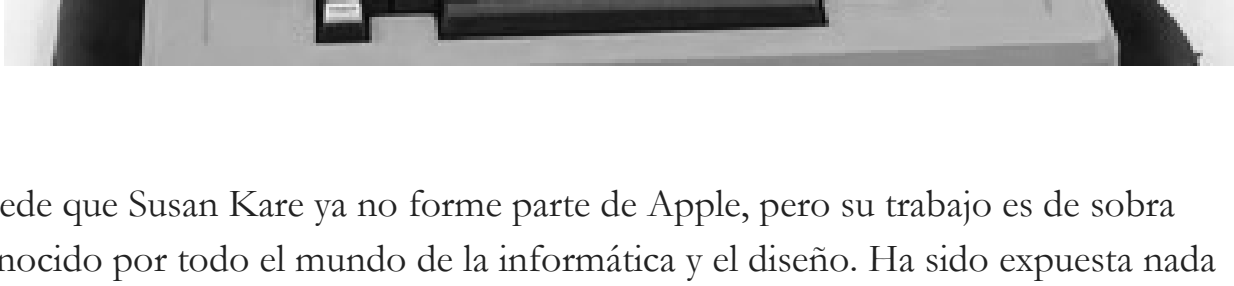 ede que Susan Kare ya no forme parte de Apple, pero su trabajo es de sobra
nocido por todo el mundo de la informática y el diseño. Ha sido expuesta nada